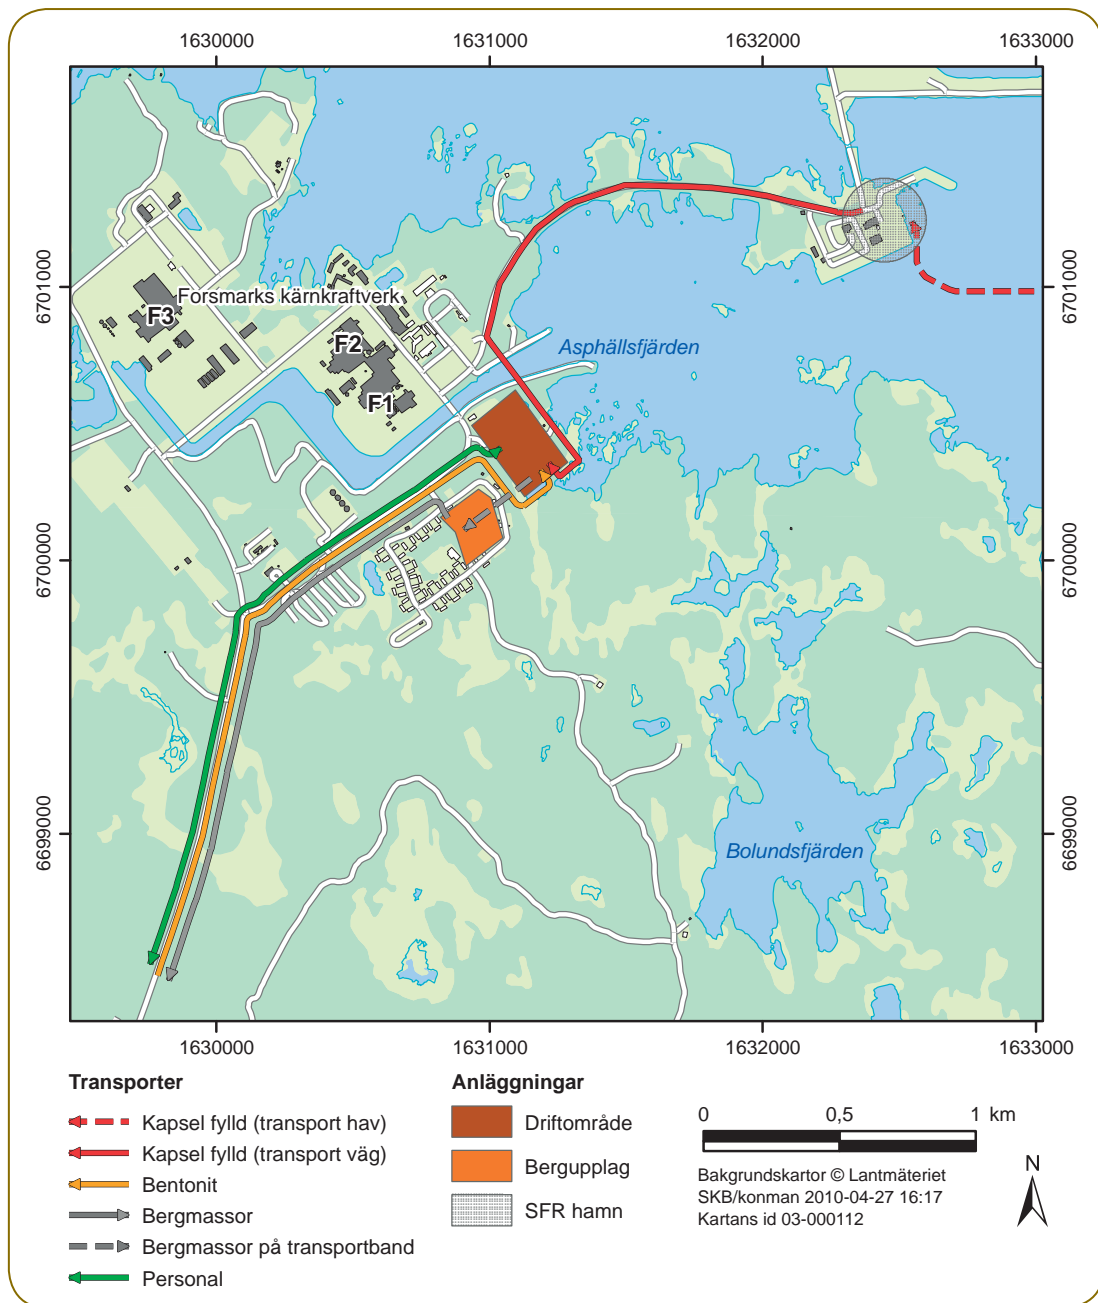 1630000
1631000
1632000
1633000
6701000
6701000
Forsmarks kärnkraftverk
F3
F2
F1
Asphällsfjärden
6700000
6700000
6699000
6699000
Bolundsfjärden
1630000
1631000
1632000
1633000
Transporter
Kapsel fylld (transport hav)
Kapsel fylld (transport väg)
Bentonit
Bergmassor
Bergmassor på transportband
Personal
Anläggningar
Driftområde
Bergupplag
SFR hamn
0 0,5 1 km
Bakgrundskartor © Lantmäteriet
SKB/konman 2010-04-27 16:17
Kartans id 03-000112
N